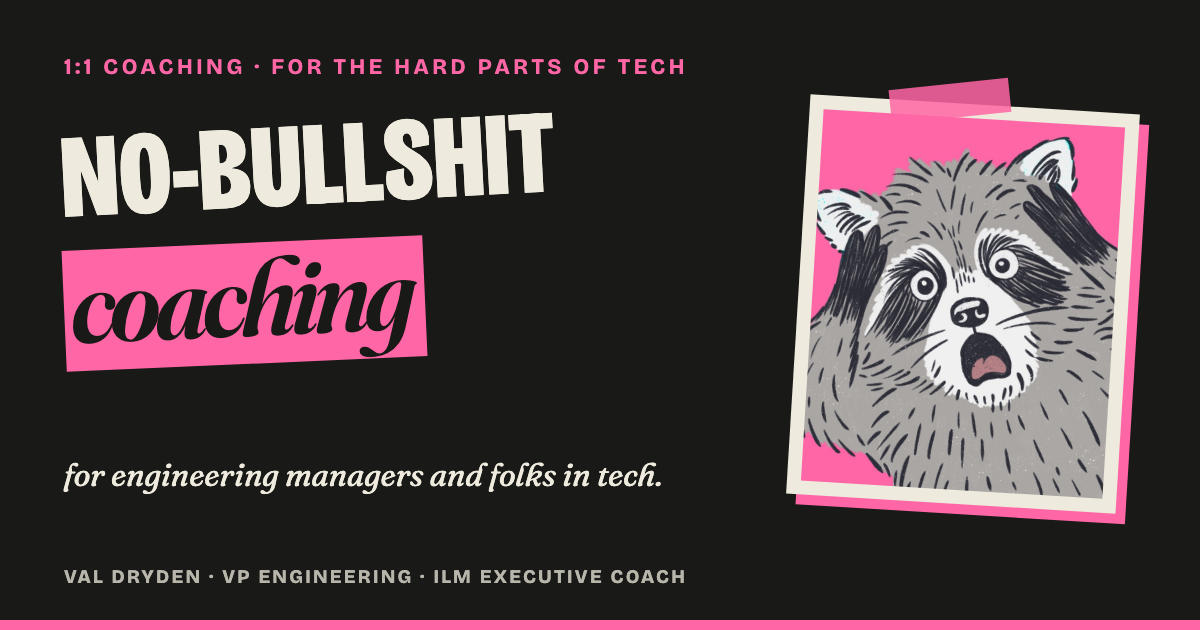 1:1 COACHING · FOR THE HARD PARTS OF TECH
NO-BULLSHIT
coaching
for engineering managers and folks in tech.
VAL DRYDEN · VP ENGINEERING · ILM EXECUTIVE COACH